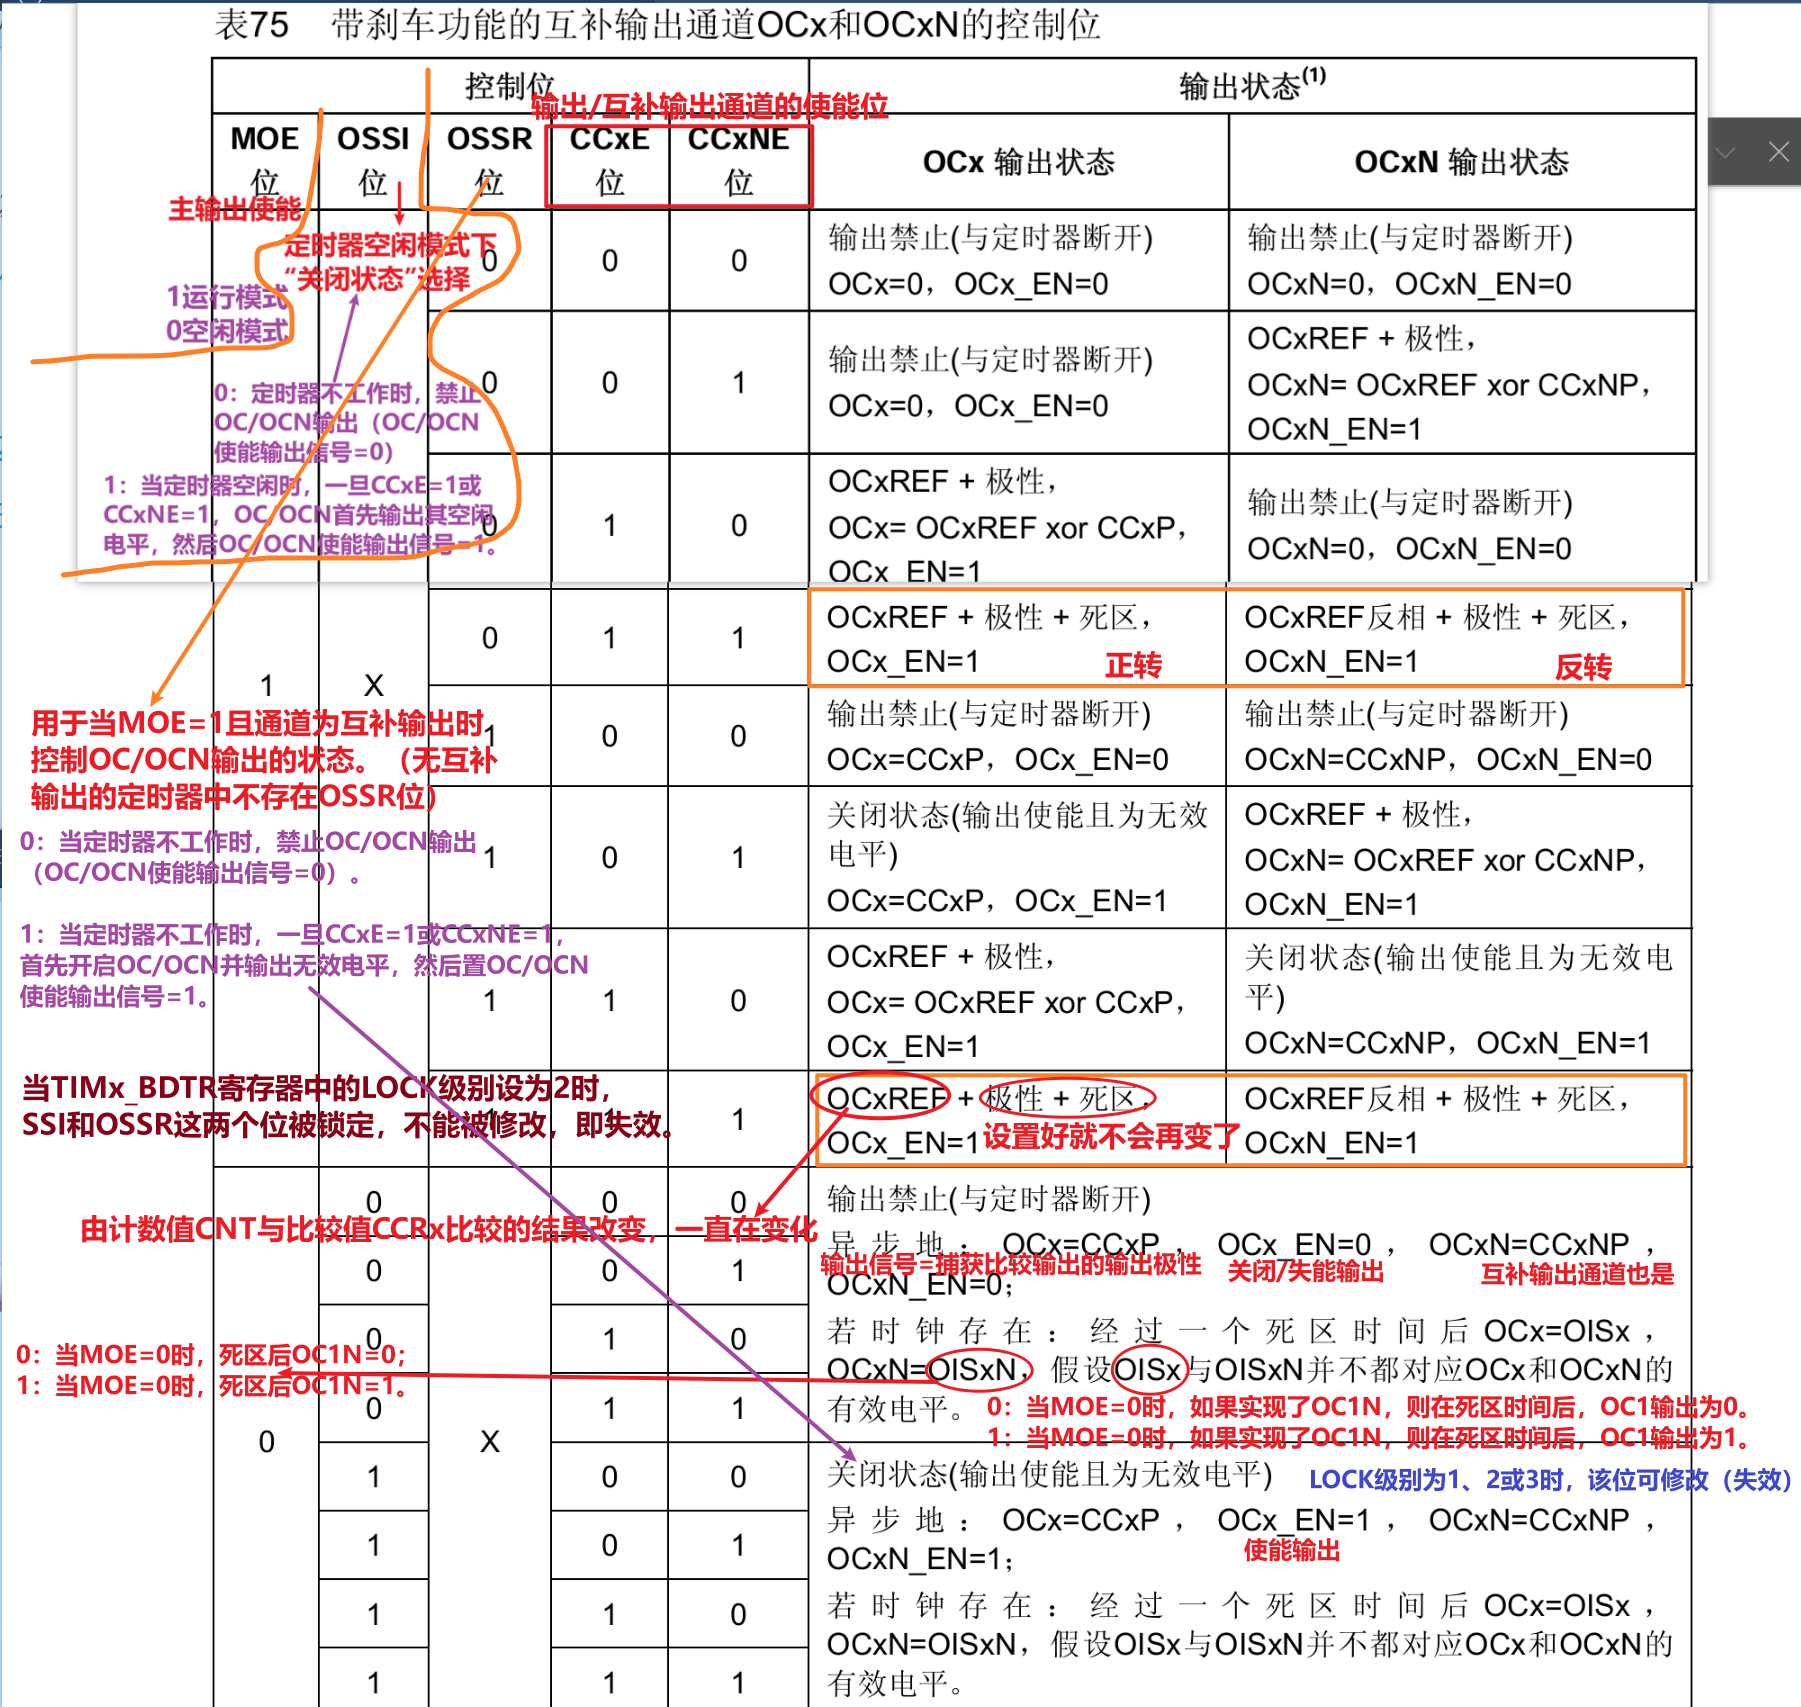 表75 带刹车功能的互补输出通道OCx和OCxN的控制位
控制位
输出状态(1)
输出/互补输出通道的使能位
MOE位
OSSI位
OSSR位
CCxE位
CCxNE位
OCx 输出状态
OCxN 输出状态
主输出使能
1运行模式
0空闲模式
定时器空闲模式下
“关闭状态”选择
0：定时器不工作时，禁止
OC/OCN输出（OC/OCN
使能输出信号=0）
1：当定时器空闲时，一旦CCxE=1或
CCxNE=1，OC/OCN首先输出其空闲
电平，然后OC/OCN使能输出信号=1。
0 0 0
输出禁止(与定时器断开)
OCx=0，OCx_EN=0
输出禁止(与定时器断开)
OCxN=0，OCxN_EN=0
0 0 1
输出禁止(与定时器断开)
OCx=0，OCx_EN=0
OCxREF + 极性，
OCxN= OCxREF xor CCxNP，
OCxN_EN=1
0 1 0
OCxREF + 极性，
OCx= OCxREF xor CCxP，
OCx_EN=1
输出禁止(与定时器断开)
OCxN=0，OCxN_EN=0
1 X
0 1 1
OCxREF + 极性 + 死区，
OCx_EN=1 正转
OCxREF反相 + 极性 + 死区，
OCxN_EN=1 反转
用于当MOE=1且通道为互补输出时，
控制OC/OCN输出的状态。（无互补
输出的定时器中不存在OSSR位）
0：当定时器不工作时，禁止OC/OCN输出
（OC/OCN使能输出信号=0）。
1：当定时器不工作时，一旦CCxE=1或CCxNE=1，
首先开启OC/OCN并输出无效电平，然后置OC/OCN
使能输出信号=1。
1 0 0
输出禁止(与定时器断开)
OCx=CCxP，OCx_EN=0
输出禁止(与定时器断开)
OCxN=CCxNP，OCxN_EN=0
1 0 1
关闭状态(输出使能且为无效
电平)
OCx=CCxP，OCx_EN=1
OCxREF + 极性，
OCxN= OCxREF xor CCxNP，
OCxN_EN=1
1 1 0
OCxREF + 极性，
OCx= OCxREF xor CCxP，
OCx_EN=1
关闭状态(输出使能且为无效电
平)
OCxN=CCxNP，OCxN_EN=1
当TIMx_BDTR寄存器中的LOCK级别设为2时，
SSI和OSSR这两个位被锁定，不能被修改，即失效。
1 1 1
OCxREF + 极性 + 死区，
OCx_EN=1 设置好就不会再变了
OCxREF反相 + 极性 + 死区，
OCxN_EN=1
由计数值CNT与比较值CCRx比较的结果改变，一直在变化
0 X
0 0 0
0 0 1
0 1 0
0 1 1
输出禁止(与定时器断开)
异步地：OCx=CCxP，OCx_EN=0，OCxN=CCxNP，
输出信号=捕获比较输出的输出极性 关闭/失能输出 互补输出通道也是
OCxN_EN=0；
若时钟存在：经过一个死区时间后OCx=OISx，
OCxN=OISxN，假设OISx与OISxN并不都对应OCx和OCxN的
有效电平。
0：当MOE=0时，如果实现了OC1N，则在死区时间后，OC1输出为0。
1：当MOE=0时，如果实现了OC1N，则在死区时间后，OC1输出为1。
0：当MOE=0时，死区后OC1N=0；
1：当MOE=0时，死区后OC1N=1。
1 0 0
1 0 1
1 1 0
1 1 1
关闭状态(输出使能且为无效电平)
LOCK级别为1、2或3时，该位可修改（失效）
异步地：OCx=CCxP，OCx_EN=1，OCxN=CCxNP，
使能输出
OCxN_EN=1；
若时钟存在：经过一个死区时间后OCx=OISx，
OCxN=OISxN，假设OISx与OISxN并不都对应OCx和OCxN的
有效电平。